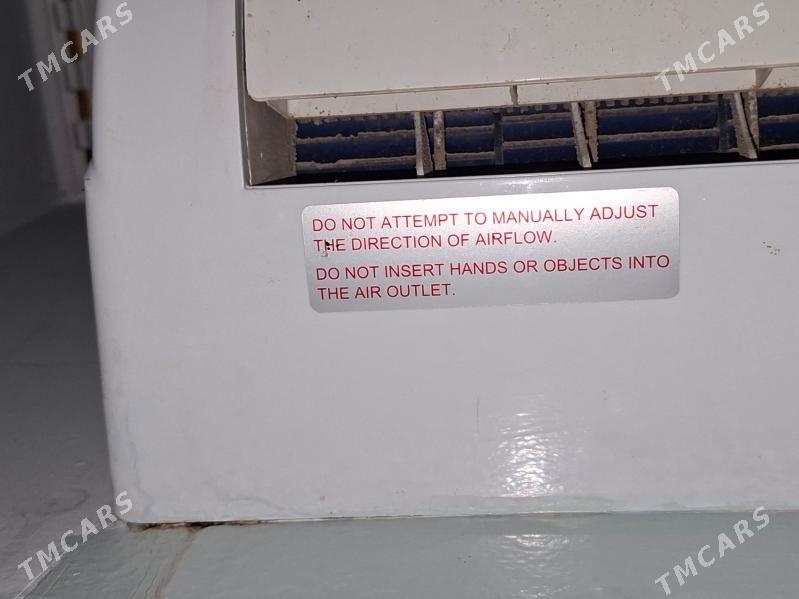 TMCARS
TMCARS
DO NOT ATTEMPT TO MANUALLY ADJUST
THE DIRECTION OF AIRFLOW.
DO NOT INSERT HANDS OR OBJECTS INTO
THE AIR OUTLET.
TMCARS
TMCARS